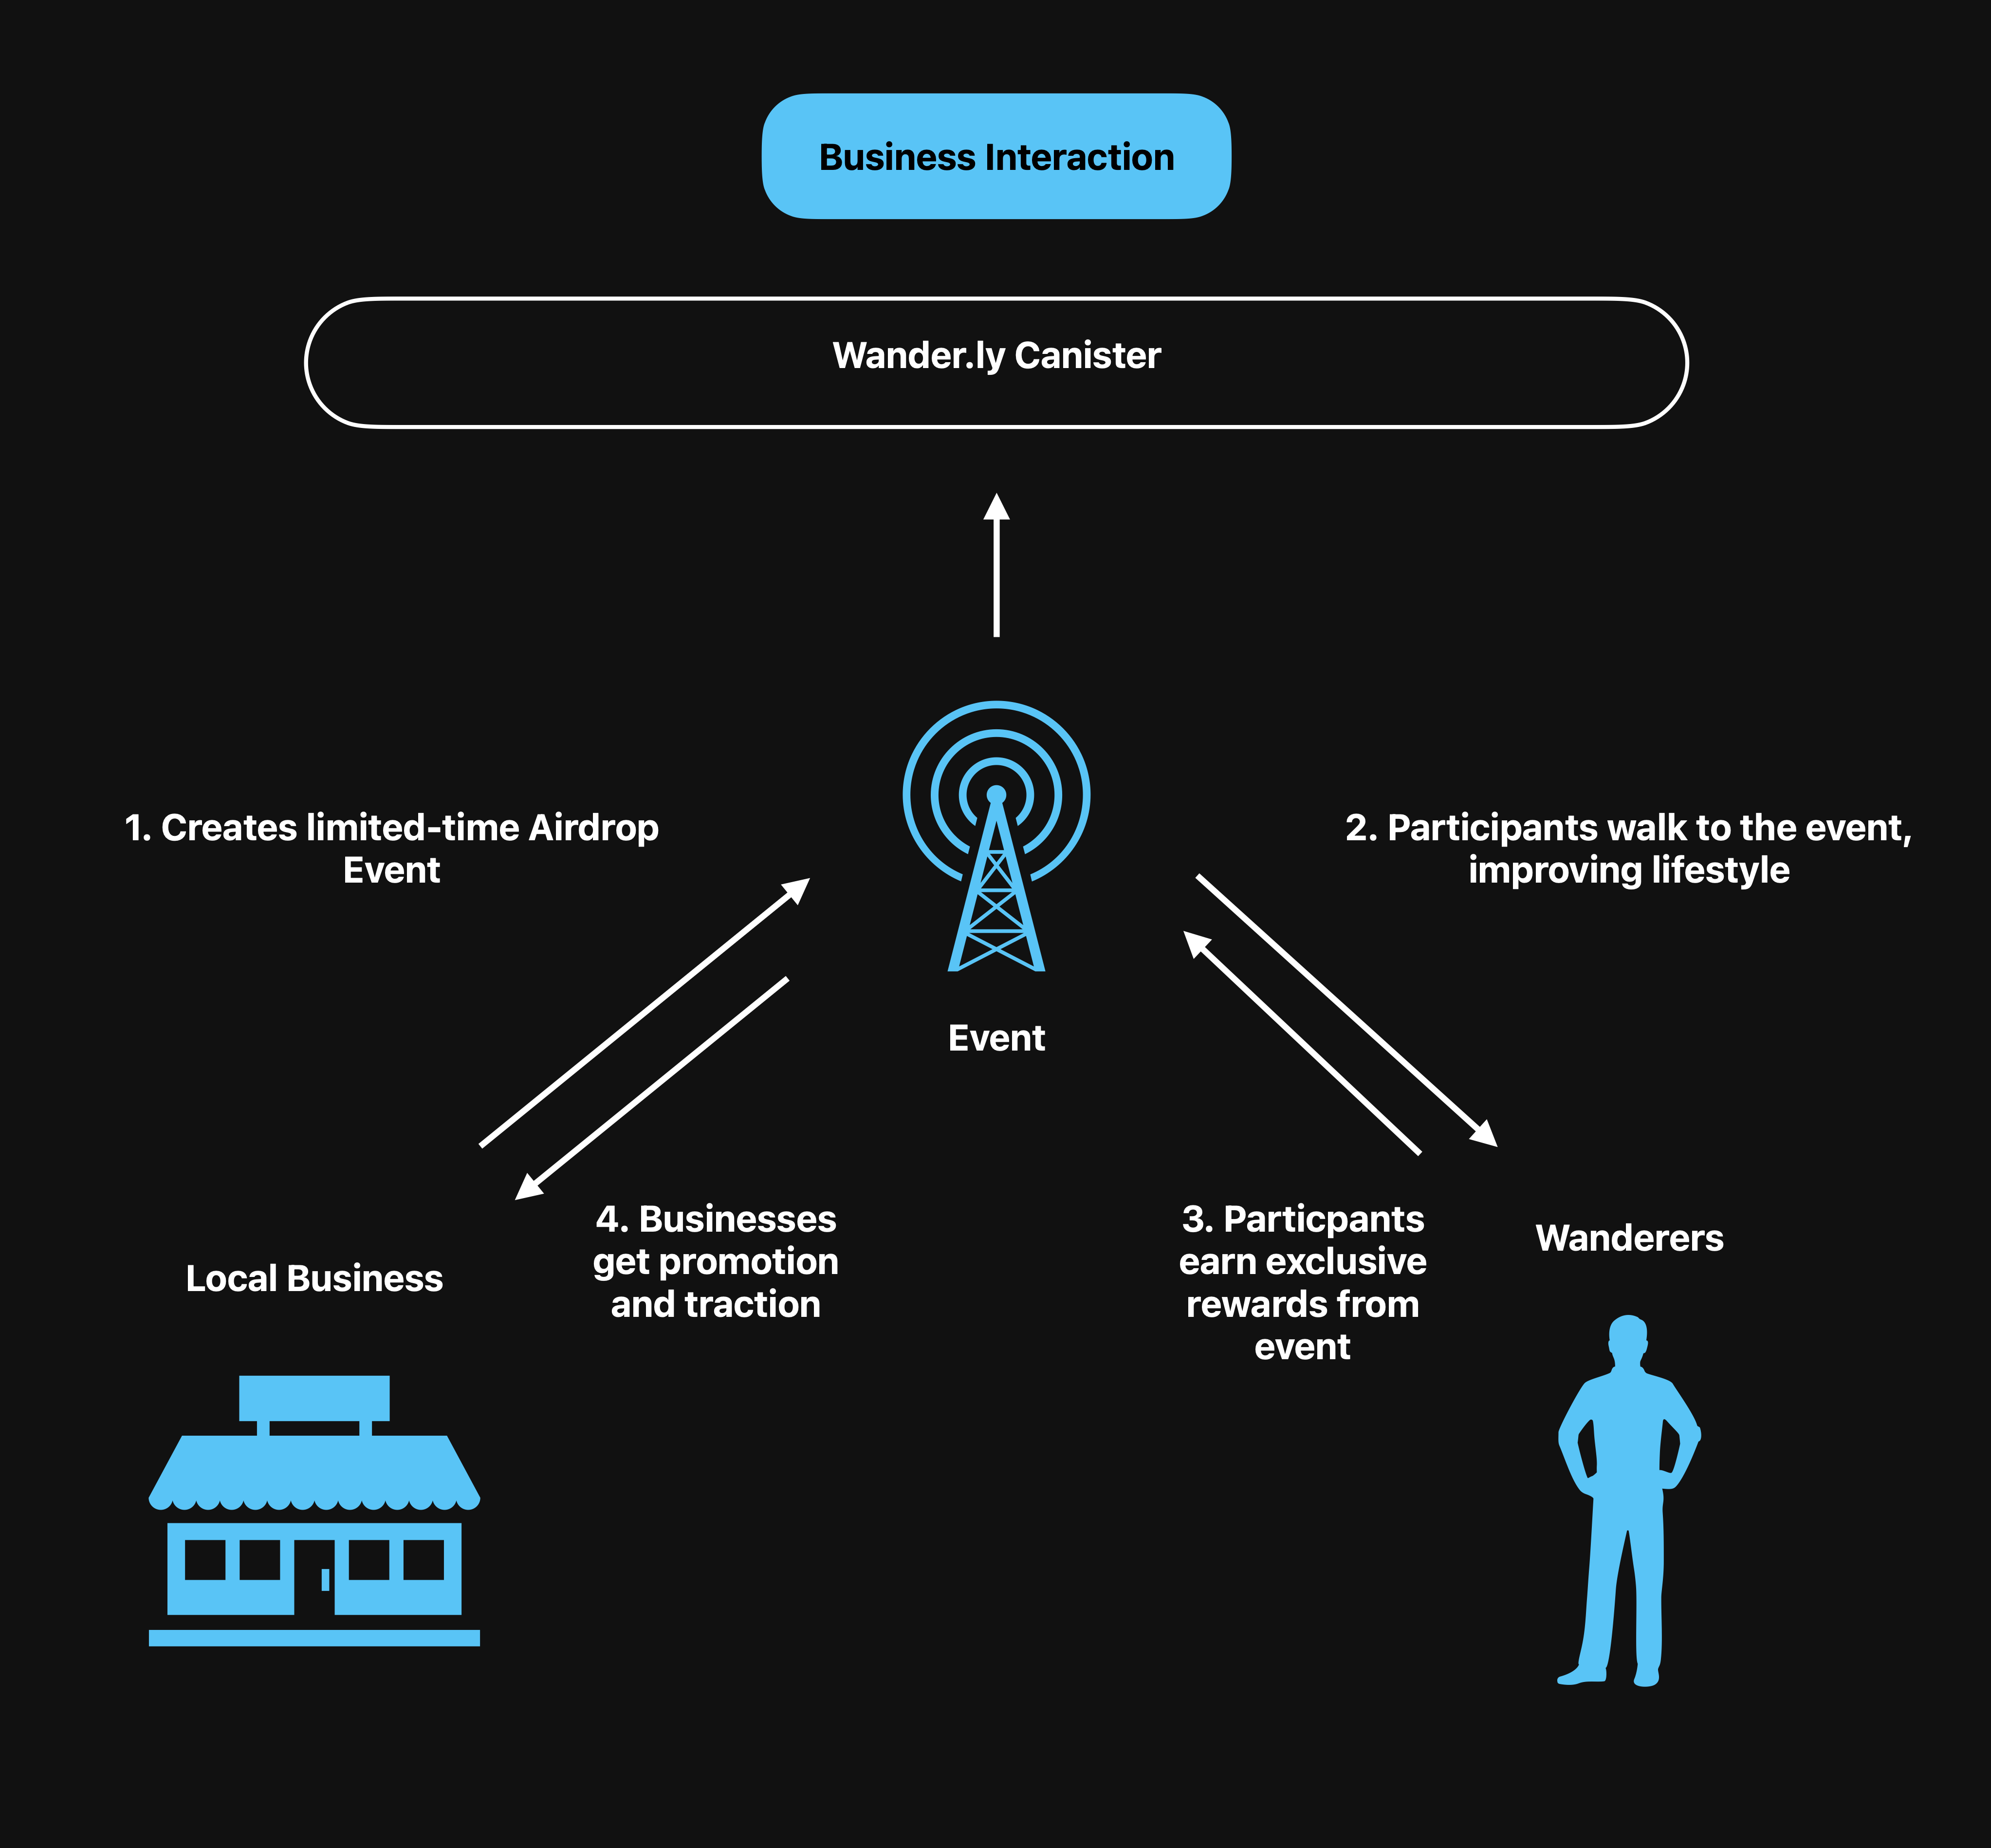 Business Interaction
Wander.ly Canister
1. Creates limited-time Airdrop
Event
2. Participants walk to the event,
improving lifestyle
Event
4. Businesses
get promotion
and traction
3. Particpants
earn exclusive
rewards from
event
Wanderers
Local Business